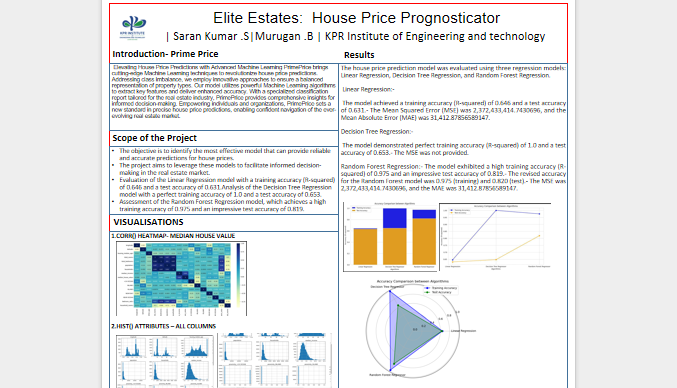 Elite Estates: House Price Prognosticator
| Saran Kumar .S|Murugan .B | KPR Institute of Engineering and technology
KPR INSTITUTE
Introduction- Prime Price
Elevating House Price Predictions with Advanced Machine Learning PrimePrice brings
cutting-edge Machine Learning techniques to revolutionize house price predictions.
Addressing class imbalance, we employ innovative approaches to ensure a balanced
representation of property types. Our model utilizes powerful Machine Learning algorithms
to extract key features and deliver enhanced accuracy. With a specialized classification
report tailored for the real estate industry, PrimePrice provides comprehensive insights for
informed decision-making. Empowering individuals and organizations, PrimePrice sets a
new standard in precise house price predictions, enabling confident navigation of the ever-
evolving real estate market.
Scope of the Project
• The objective is to identify the most effective model that can provide reliable
and accurate predictions for house prices.
• The project aims to leverage these models to facilitate informed decision-
making in the real estate market.
• Evaluation of the Linear Regression model with a training accuracy (R-squared)
of 0.646 and a test accuracy of 0.631.Analysis of the Decision Tree Regression
model with a perfect training accuracy of 1.0 and a test accuracy of 0.653.
• Assessment of the Random Forest Regression model, which achieves a high
training accuracy of 0.975 and an impressive test accuracy of 0.819.
VISUALISATIONS
1.CORR() HEATMAP- MEDIAN HOUSE VALUE
2.HIST() ATTRIBUTES – ALL COLUMNS
Results
The house price prediction model was evaluated using three regression models:
Linear Regression, Decision Tree Regression, and Random Forest Regression.
Linear Regression:-
The model achieved a training accuracy (R-squared) of 0.646 and a test accuracy
of 0.631.- The Mean Squared Error (MSE) was 2,372,433,414.7430696, and the
Mean Absolute Error (MAE) was 31,412.87856589147.
Decision Tree Regression:-
The model demonstrated perfect training accuracy (R-squared) of 1.0 and a test
accuracy of 0.653.- The MSE was not provided.
Random Forest Regression:- The model exhibited a high training accuracy (R-
squared) of 0.975 and an impressive test accuracy of 0.819.- The revised accuracy
for the Random Forest model was 0.975 (training) and 0.820 (test).- The MSE was
2,372,433,414.7430696, and the MAE was 31,412.87856589147.
Accuracy Comparison between Algorithms
Accuracy Comparison between Algorithms
Accuracy Comparison between Algorithms
Decision Tree Regression
Training Accuracy
Test Accuracy
Linear Regression
Random Forest Regression